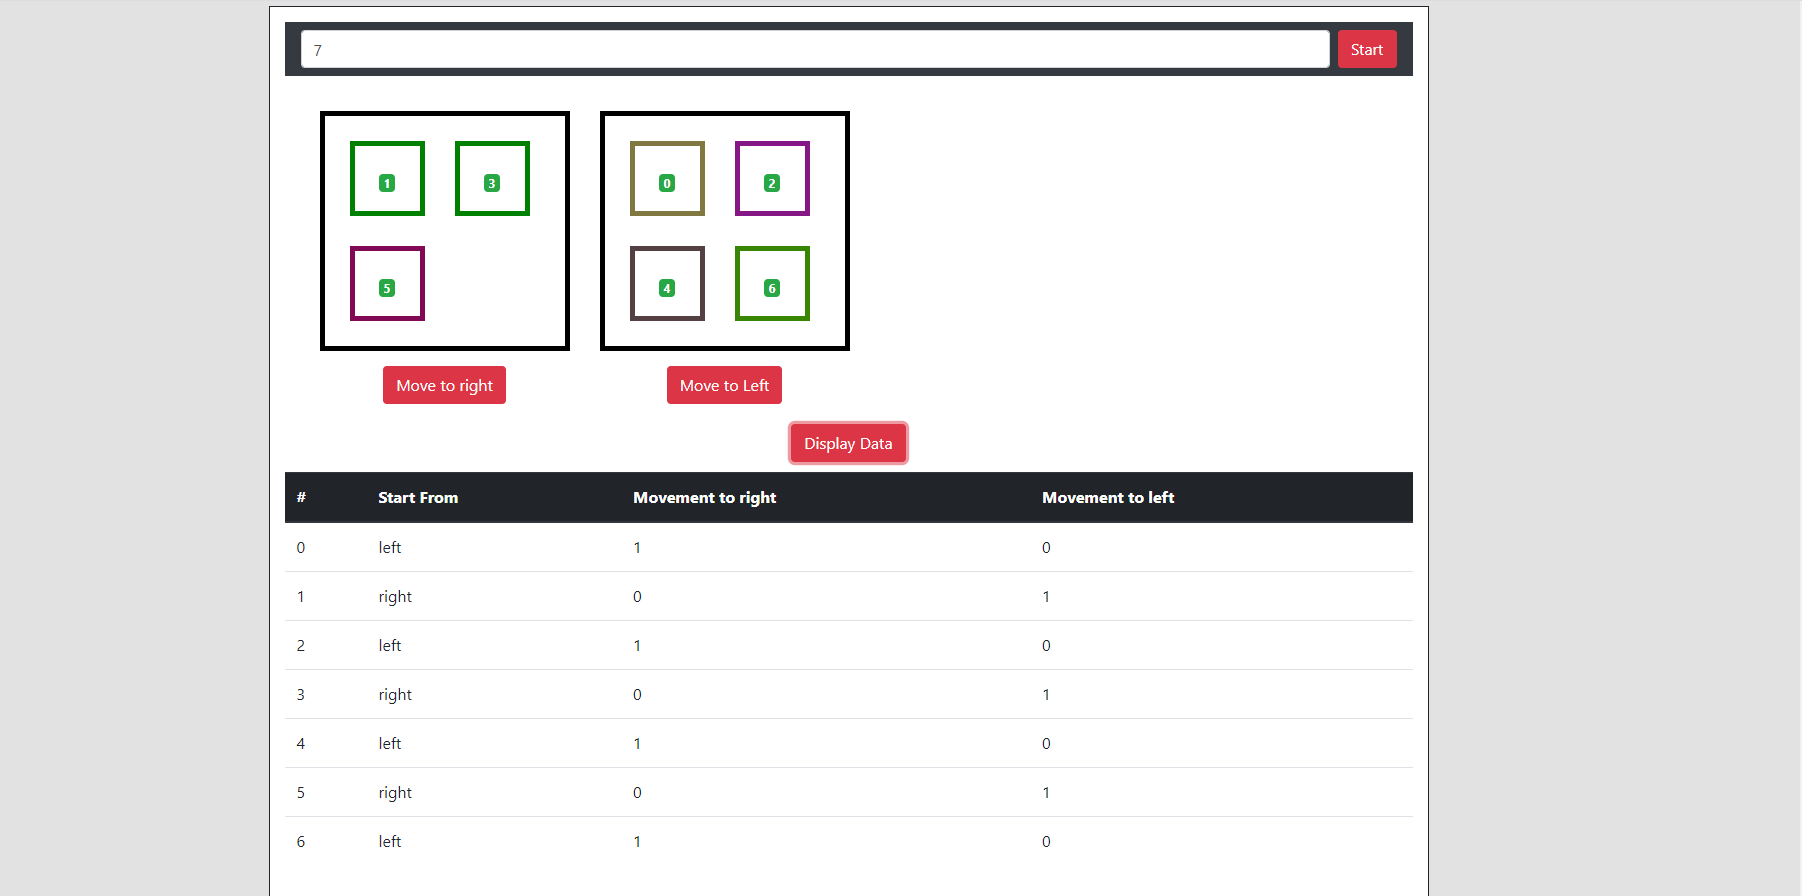 7 Start
1 3 0 2
5 4 6
Move to right Move to Left
Display Data
# Start From Movement to right Movement to left
0 left 1 0
1 right 0 1
2 left 1 0
3 right 0 1
4 left 1 0
5 right 0 1
6 left 1 0